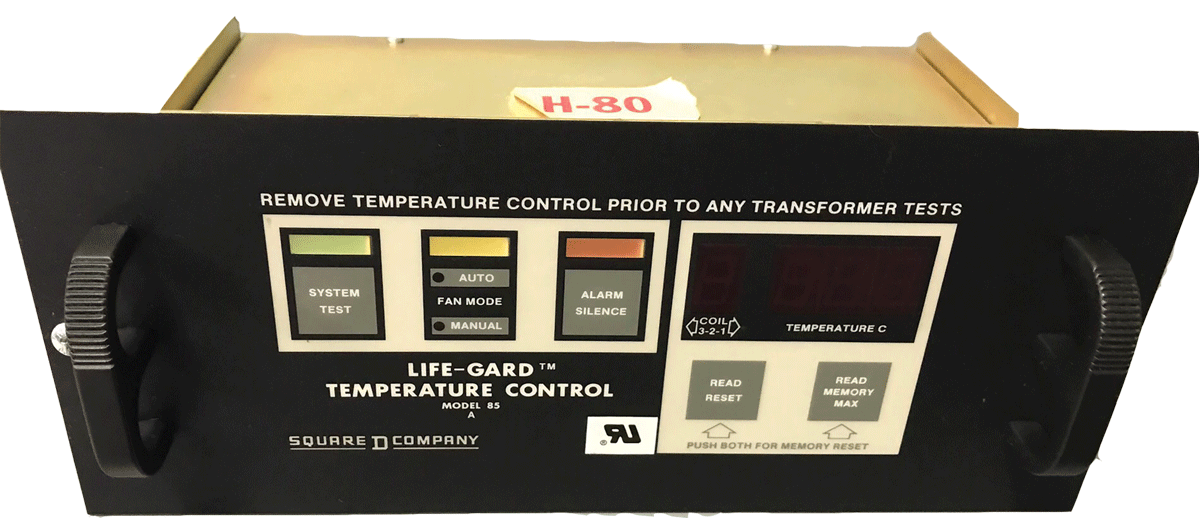 H-80
REMOVE TEMPERATURE CONTROL PRIOR TO ANY TRANSFORMER TESTS
SYSTEM
TEST
AUTO
FAN MODE
MANUAL
ALARM
SILENCE
COIL
3-2-1
TEMPERATURE C
LIFE-GARD™
TEMPERATURE CONTROL
MODEL 85
A
SQUARE D COMPANY
READ
RESET
READ
MEMORY
MAX
PUSH BOTH FOR MEMORY RESET
RU®